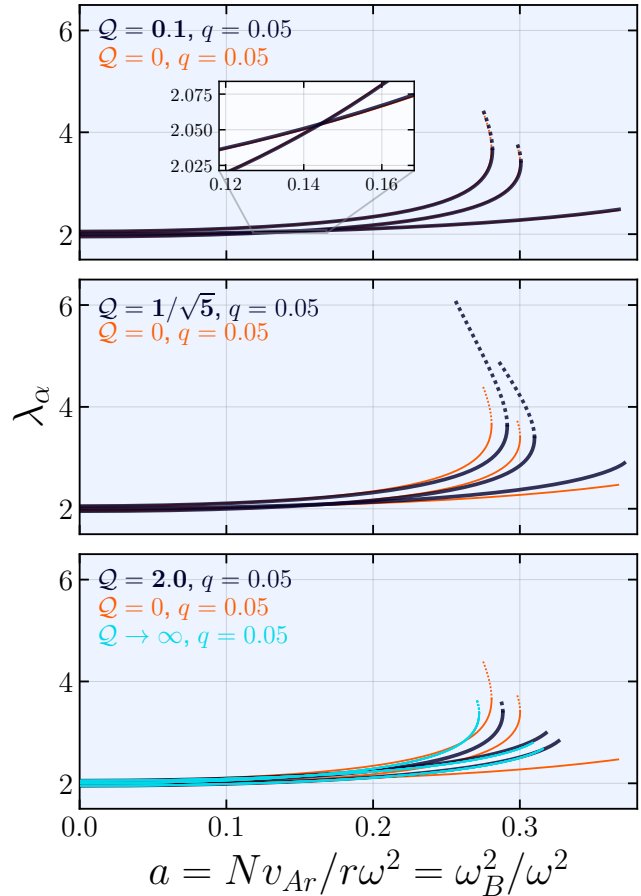 6
4
2
𝒬 = 0.1, q = 0.05
𝒬 = 0, q = 0.05
2.075
2.050
2.025
0.12 0.14 0.16
6
4
2
𝒬 = 1/√5, q = 0.05
𝒬 = 0, q = 0.05
λα
6
4
2
𝒬 = 2.0, q = 0.05
𝒬 = 0, q = 0.05
𝒬 → ∞, q = 0.05
0.0 0.1 0.2 0.3
a = Nv_{Ar}/rω² = ω_B²/ω²